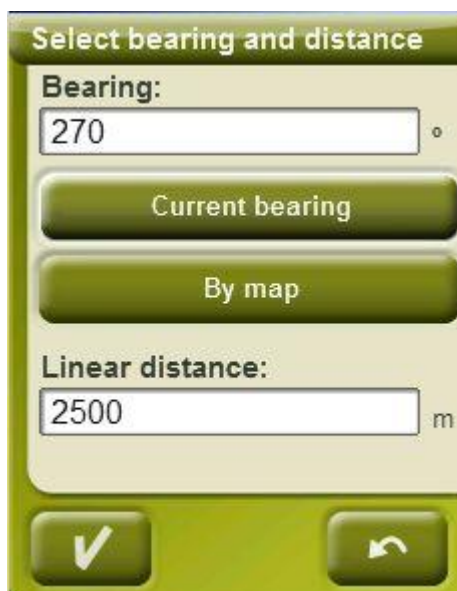 Select bearing and distance
Bearing:
270 °
Current bearing
By map
Linear distance:
2500 m